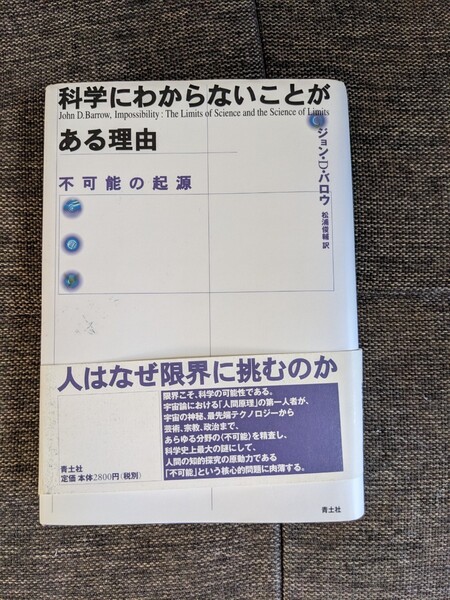 科学にわからないことが
John D.Barrow, Impossibility : The Limits of Science and the Science of Limits
ある理由
不可能の起源
ジョン・D・バロウ
松浦俊輔 訳
人はなぜ限界に挑むのか
限界こそ、科学の可能性である。
宇宙論における「人間原理」の第一人者が、
宇宙の神秘、最先端テクノロジーから
芸術、宗教、政治まで、
あらゆる分野の〈不可能〉を精査し、
科学史上最大の謎にして、
人間の知的探究の原動力である
「不可能」という核心的問題に肉薄する。
青土社
定価 本体2800円(税別)
青土社